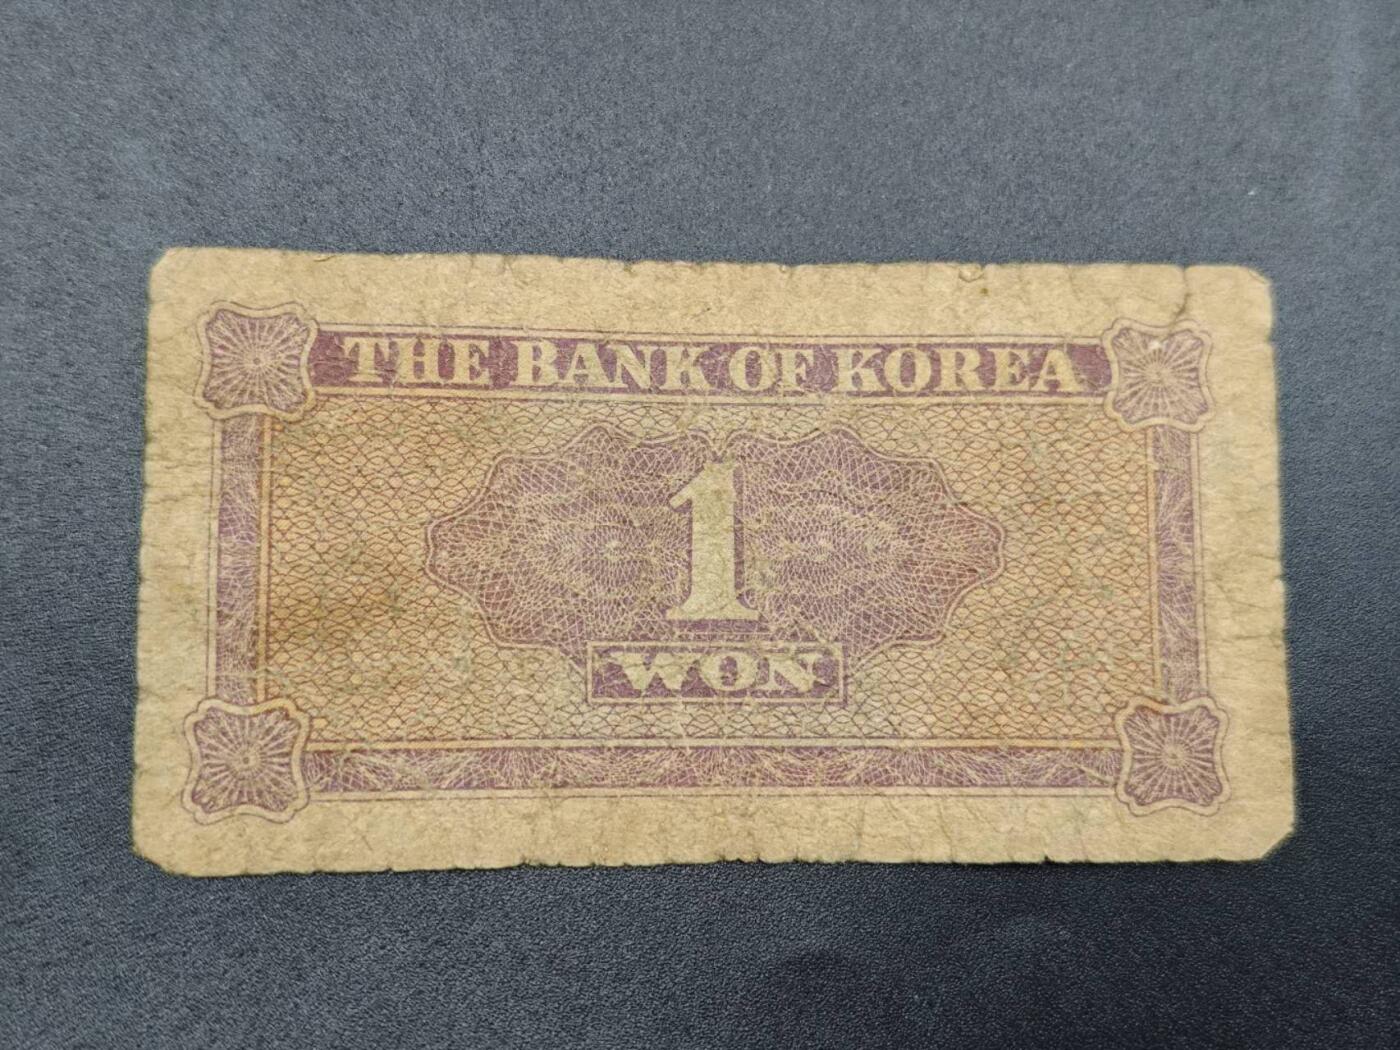 THE BANK OF KOREA
1
WON